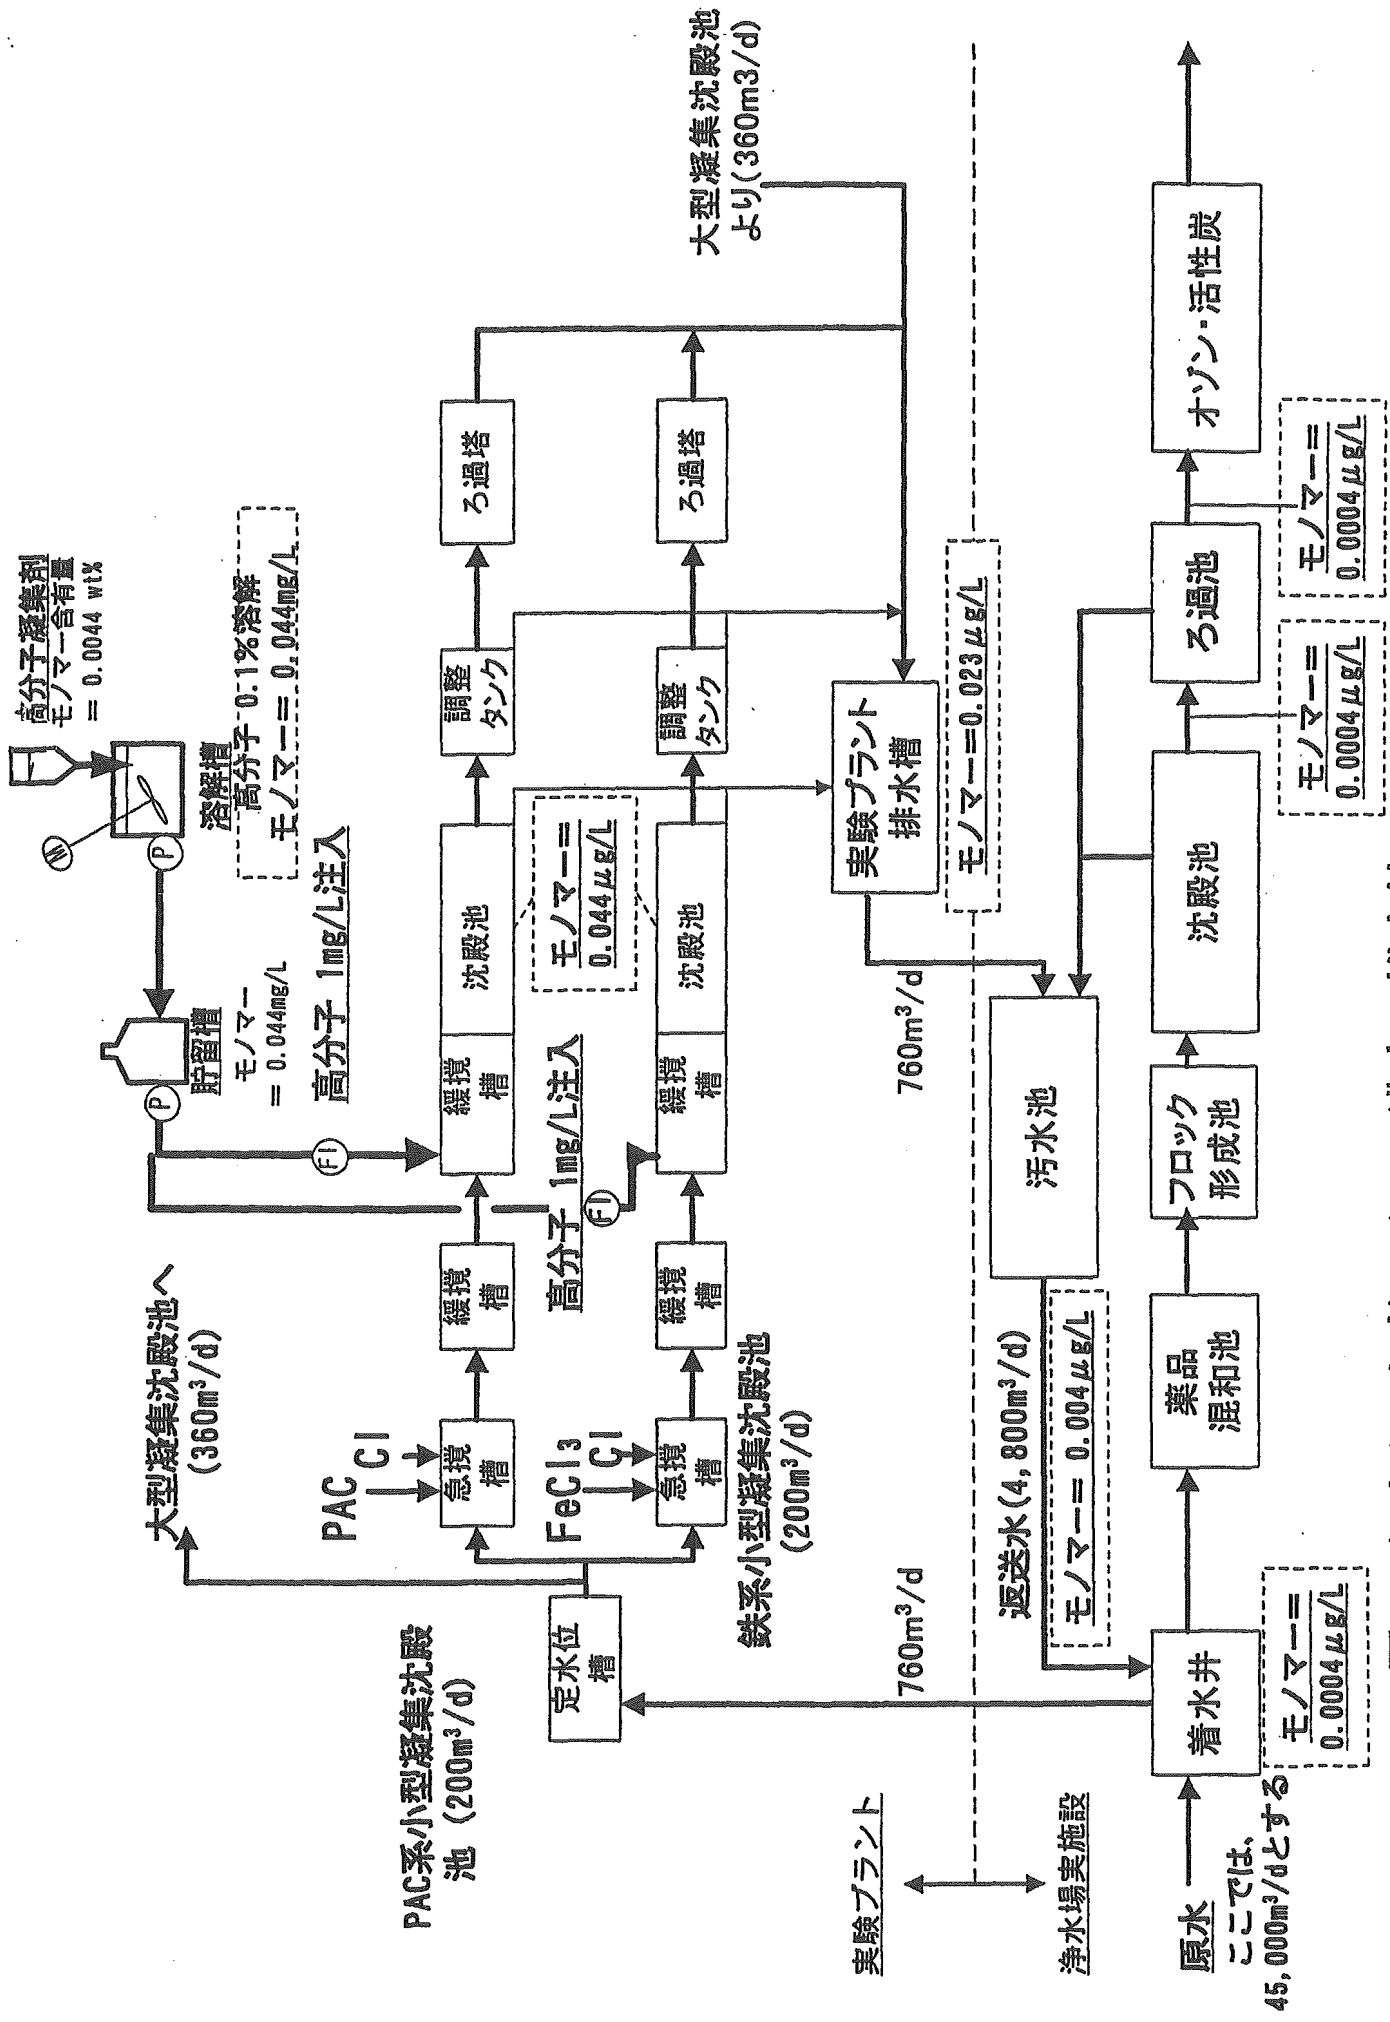 高分子凝集剤
モノマー含有量
= 0.0044 wt%
M
P
溶解槽
高分子 0.1%溶解
モノマー= 0.044mg/L
P
貯留槽
モノマー
= 0.044mg/L
高分子 1mg/L注入
FI
大型凝集沈殿池へ
(360m³/d)
PAC
Cl
急撹
槽
緩撹
槽
緩撹
槽
沈殿池
調整
タンク
ろ過塔
PAC系小型凝集沈殿
池 (200m³/d)
定水位
槽
高分子 1mg/L注入
FI
モノマー=
0.044μg/L
FeCl₃
Cl
急撹
槽
緩撹
槽
緩撹
槽
沈殿池
調整
タンク
ろ過塔
大型凝集沈殿池
より(360m3/d)
鉄系小型凝集沈殿池
(200m³/d)
実験プラント
排水槽
760m³/d
760m³/d
モノマー=0.023μg/L
実験プラント
浄水場実施設
汚水池
返送水(4,800m³/d)
モノマー= 0.004μg/L
原水
ここでは、
45,000m³/dとする
着水井
薬品
混和池
フロック
形成池
沈殿池
ろ過池
オゾン・活性炭
モノマー=
0.0004μg/L
モノマー=
0.0004μg/L
モノマー=
0.0004μg/L